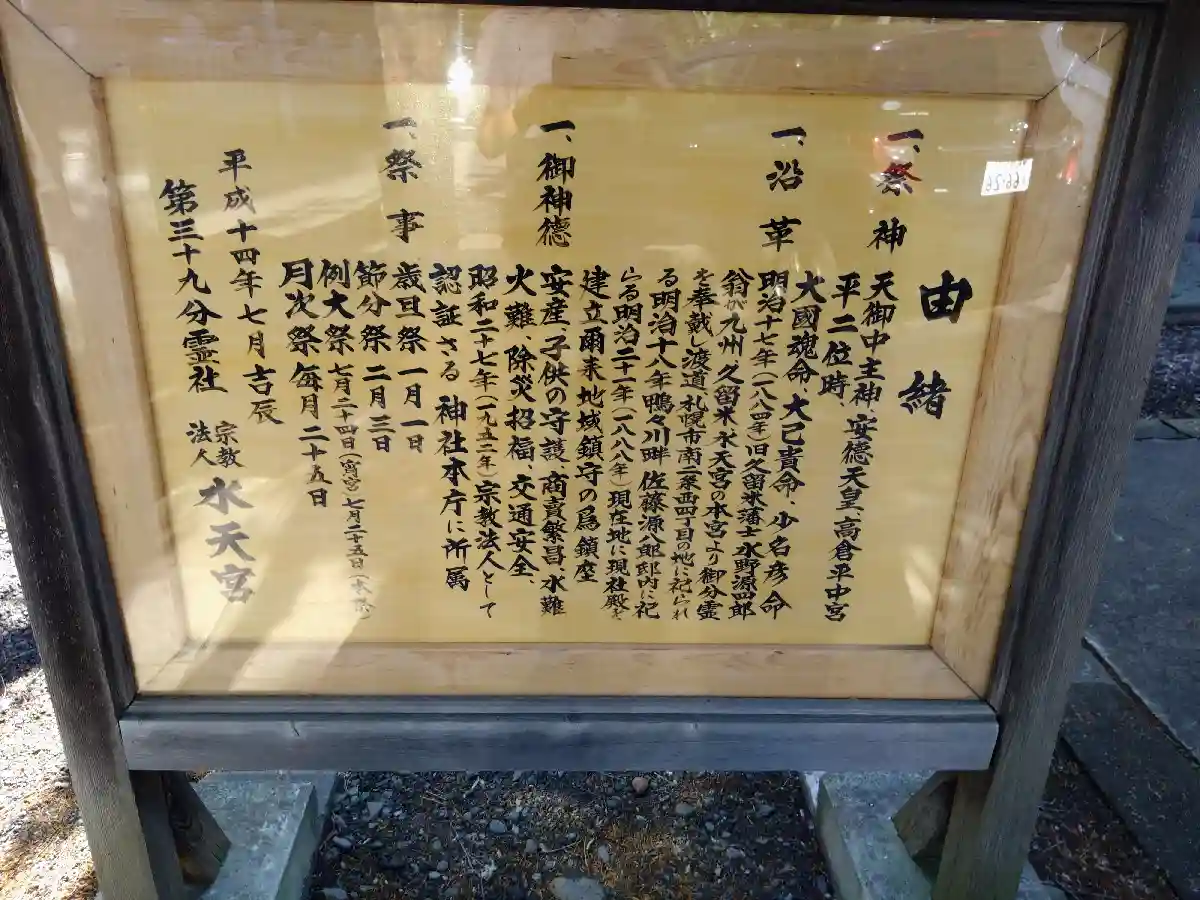 由緒
一、祭神 天御中主神、安徳天皇、高倉平中宮
平二位時
大國魂命、大己貴命、少名彦命
一、沿革 明治十七年(一八八四年)旧久留米藩士水野源四郎
翁が九州久留米水天宮の本宮より御分霊
を奉戴し渡道、札幌市南一条西四丁目の地に祀られ
る明治十八年鴨々川畔佐藤源八郎邸内に祀
らる明治二十一年(一八八八年)現在地に現社殿を
建立爾来地域鎮守の為鎮座
一、御神徳 安産、子供の守護、商売繁昌、水難
火難、除災招福、交通安全
昭和二十七年(一九五二年)宗教法人として
認証さる神社本庁に所属
一、祭事 歳旦祭 一月一日
節分祭 二月三日
例大祭 七月二十四日(宵宮)七月二十五日(本祭)
月次祭 毎月二十五日
平成十四年七月吉辰
第三十九分霊社 宗教法人 水天宮